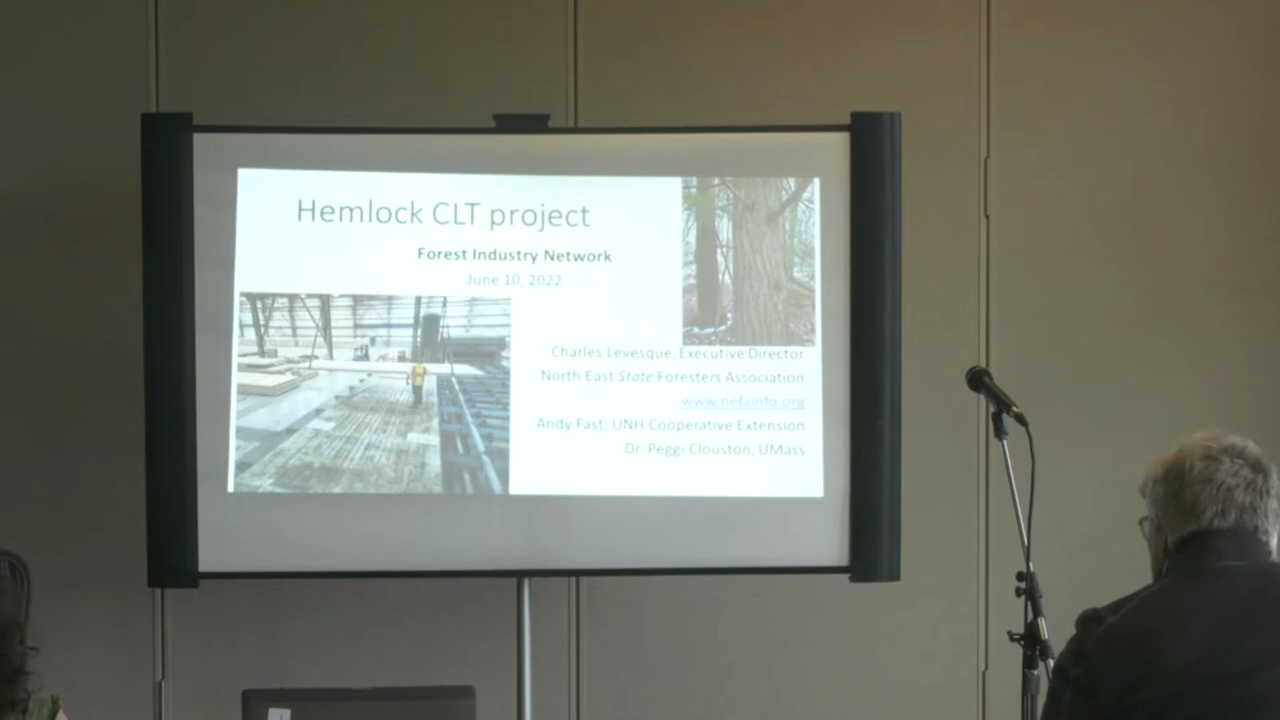 Hemlock CLT project
Forest Industry Network
June 10, 2022
Charles Levesque, Executive Director
North East State Foresters Association
www.nefainfo.org
Andy Fast, UNH Cooperative Extension
Dr. Peggi Clouston, UMass